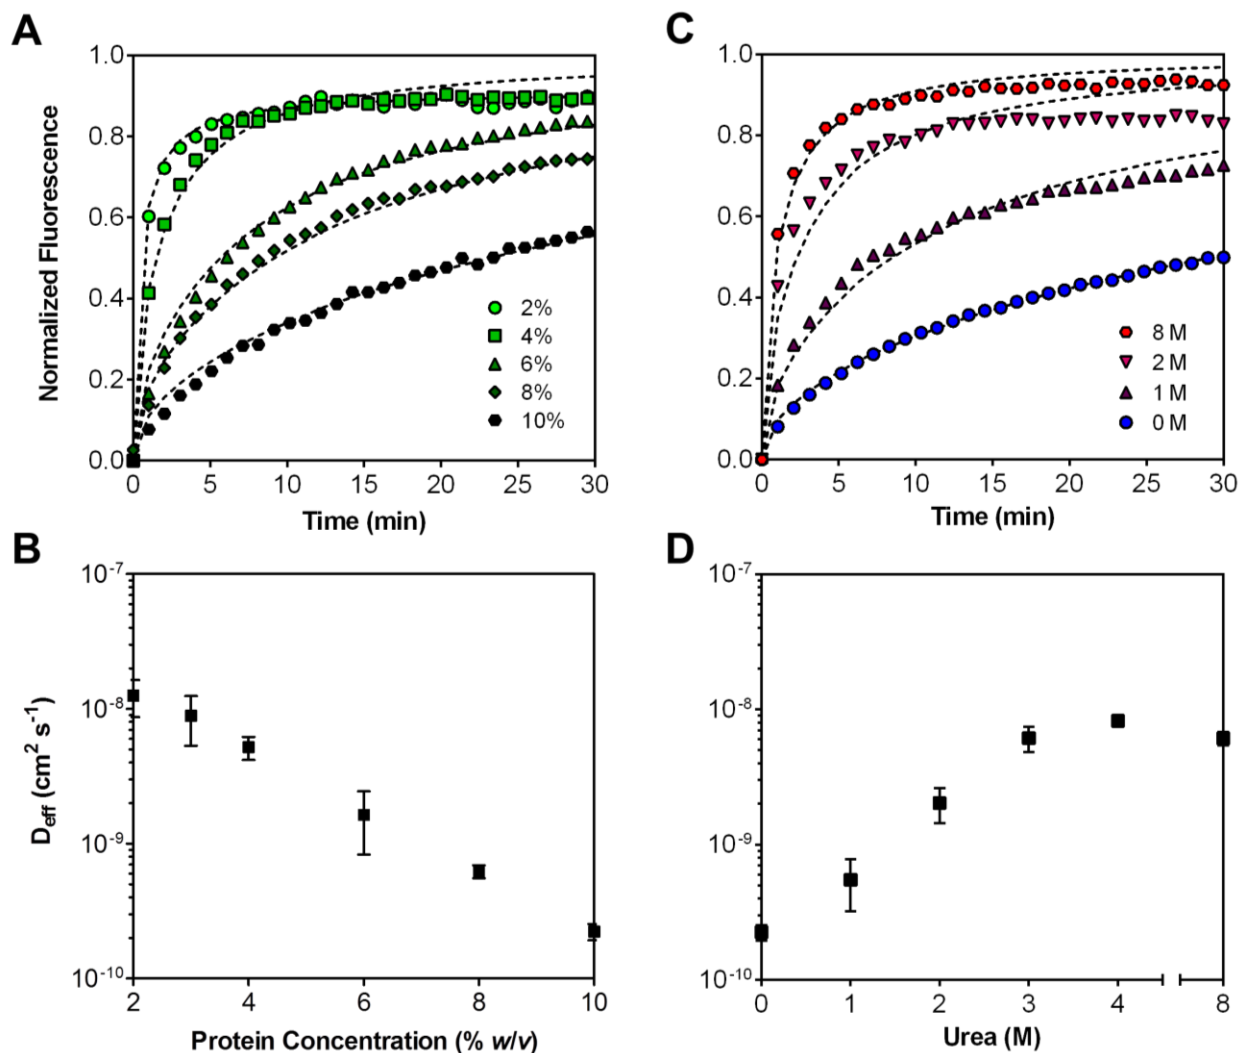 A
1.0
0.8
0.6
0.4
0.2
0.0
Normalized Fluorescence
2%
4%
6%
8%
10%
0 5 10 15 20 25 30
Time (min)
C
1.0
0.8
0.6
0.4
0.2
0.0
8 M
2 M
1 M
0 M
0 5 10 15 20 25 30
Time (min)
B
10⁻⁷
10⁻⁸
10⁻⁹
10⁻¹⁰
D_eff (cm² s⁻¹)
2 4 6 8 10
Protein Concentration (% w/v)
D
10⁻⁷
10⁻⁸
10⁻⁹
10⁻¹⁰
0 1 2 3 4 8
Urea (M)